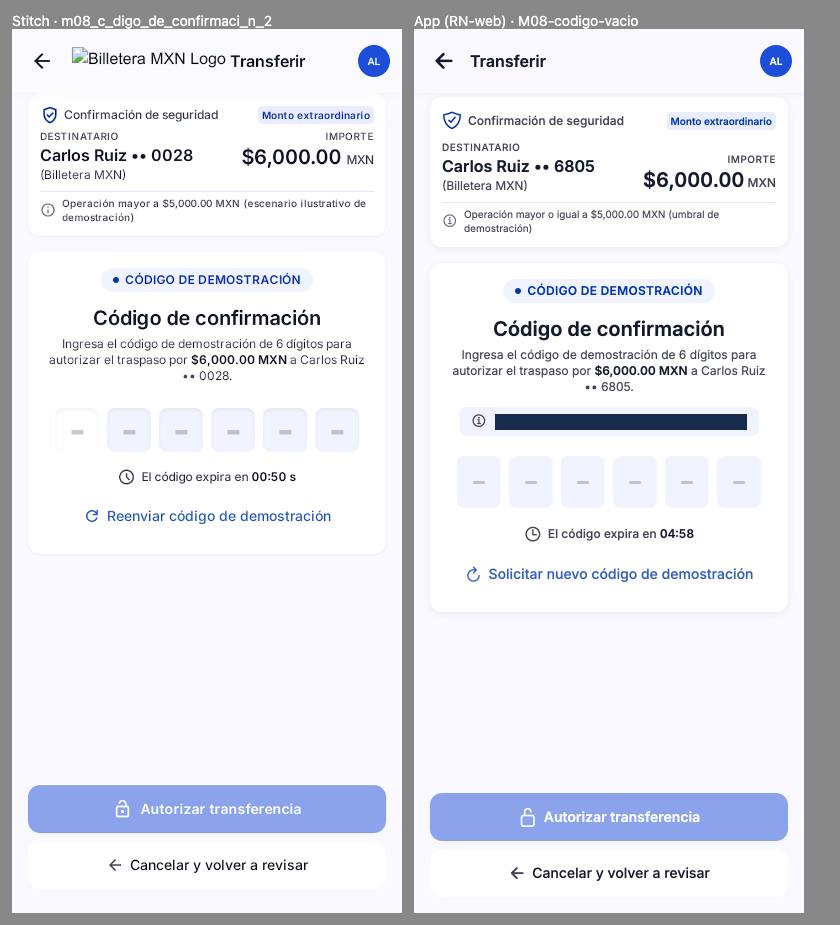 Stitch · m08_c_digo_de_confirmaci_n_2
Billetera MXN Logo Transferir
AL
Confirmación de seguridad
Monto extraordinario
DESTINATARIO
IMPORTE
Carlos Ruiz •• 0028
$6,000.00 MXN
(Billetera MXN)
Operación mayor a $5,000.00 MXN (escenario ilustrativo de
demostración)
CÓDIGO DE DEMOSTRACIÓN
Código de confirmación
Ingresa el código de demostración de 6 dígitos para
autorizar el traspaso por $6,000.00 MXN a Carlos Ruiz
•• 0028.
El código expira en 00:50 s
Reenviar código de demostración
Autorizar transferencia
Cancelar y volver a revisar
App (RN-web) · M08-codigo-vacio
Transferir
AL
Confirmación de seguridad
Monto extraordinario
DESTINATARIO
Carlos Ruiz •• 6805
IMPORTE
(Billetera MXN)
$6,000.00 MXN
Operación mayor o igual a $5,000.00 MXN (umbral de
demostración)
CÓDIGO DE DEMOSTRACIÓN
Código de confirmación
Ingresa el código de demostración de 6 dígitos para
autorizar el traspaso por $6,000.00 MXN a Carlos Ruiz
•• 6805.
El código expira en 04:58
Solicitar nuevo código de demostración
Autorizar transferencia
Cancelar y volver a revisar